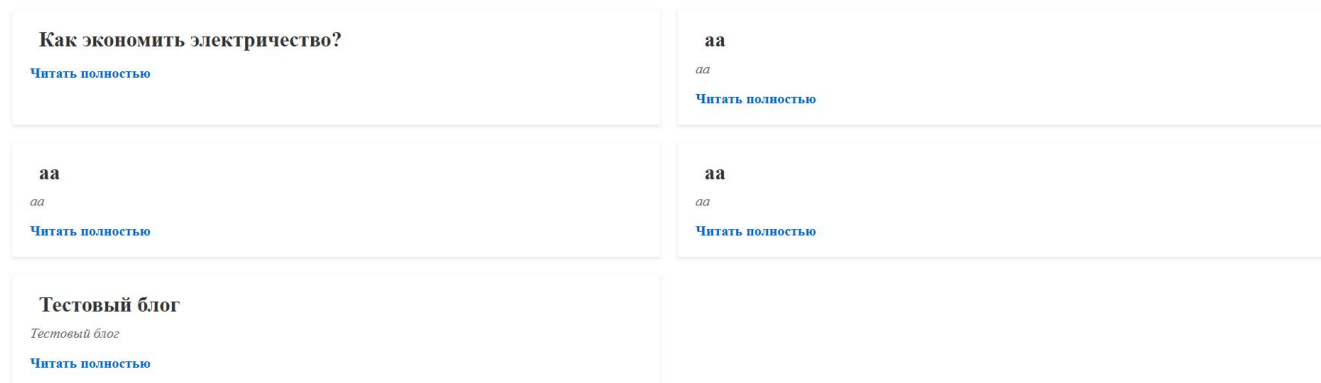 Как экономить электричество?
Читать полностью
аа
аа
Читать полностью
аа
аа
Читать полностью
аа
аа
Читать полностью
Тестовый блог
Тестовый блог
Читать полностью